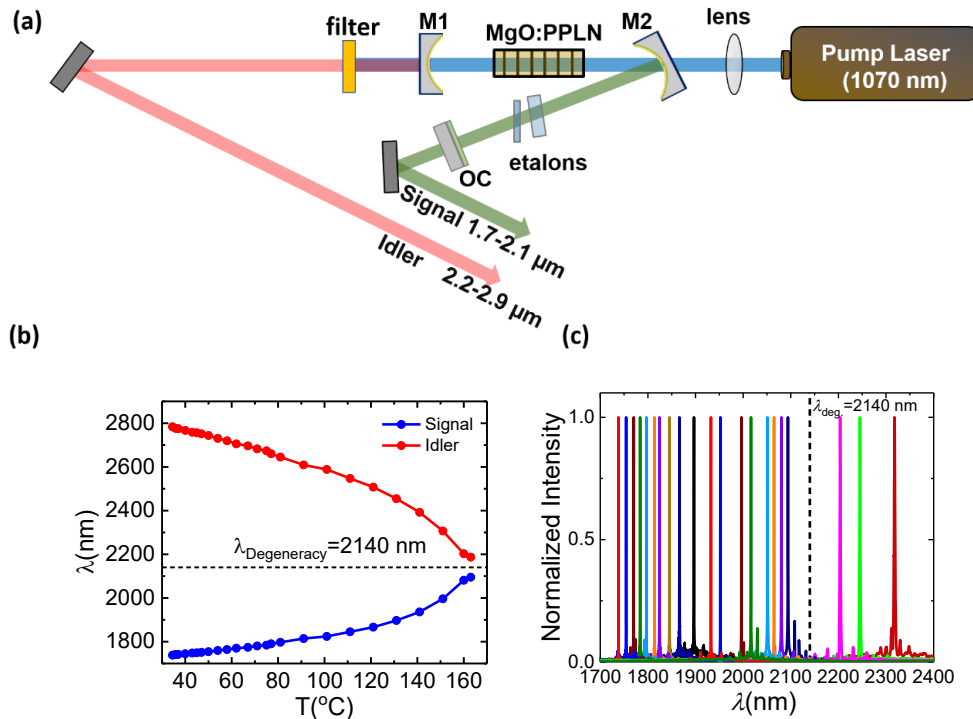 (a)
filter
M1
MgO:PPLN
M2
lens
Pump Laser
(1070 nm)
etalons
OC
Signal 1.7-2.1 µm
Idler 2.2-2.9 µm
(b)
λ(nm)
2800
2600
2400
2200
2000
1800
Signal
Idler
λDegeneracy=2140 nm
40 60 80 100 120 140 160
T(°C)
(c)
Normalized Intensity
1.0
0.5
0.0
λdeg.=2140 nm
1700 1800 1900 2000 2100 2200 2300 2400
λ(nm)